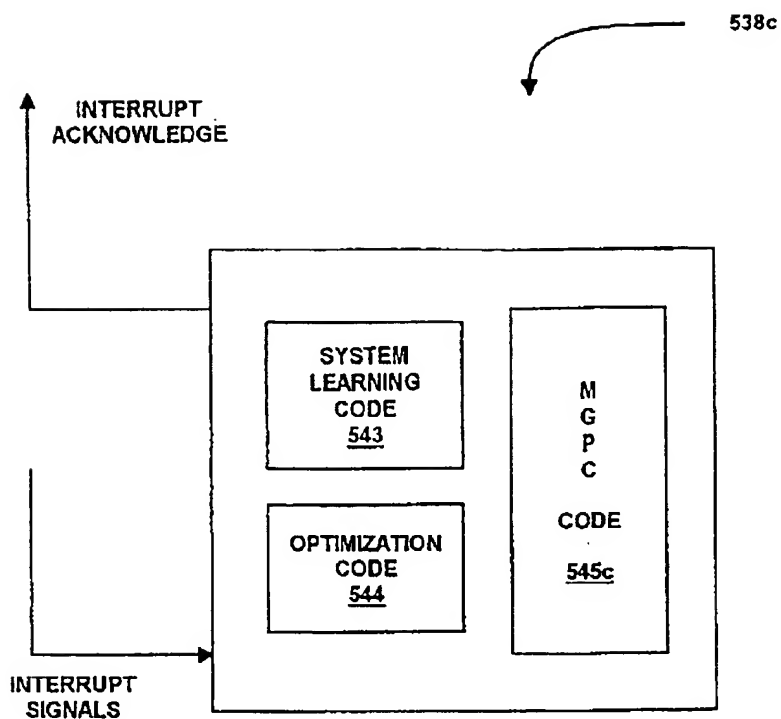 538c
INTERRUPT
ACKNOWLEDGE
SYSTEM
LEARNING
CODE
543
OPTIMIZATION
CODE
544
M
G
P
C
CODE
545c
INTERRUPT
SIGNALS